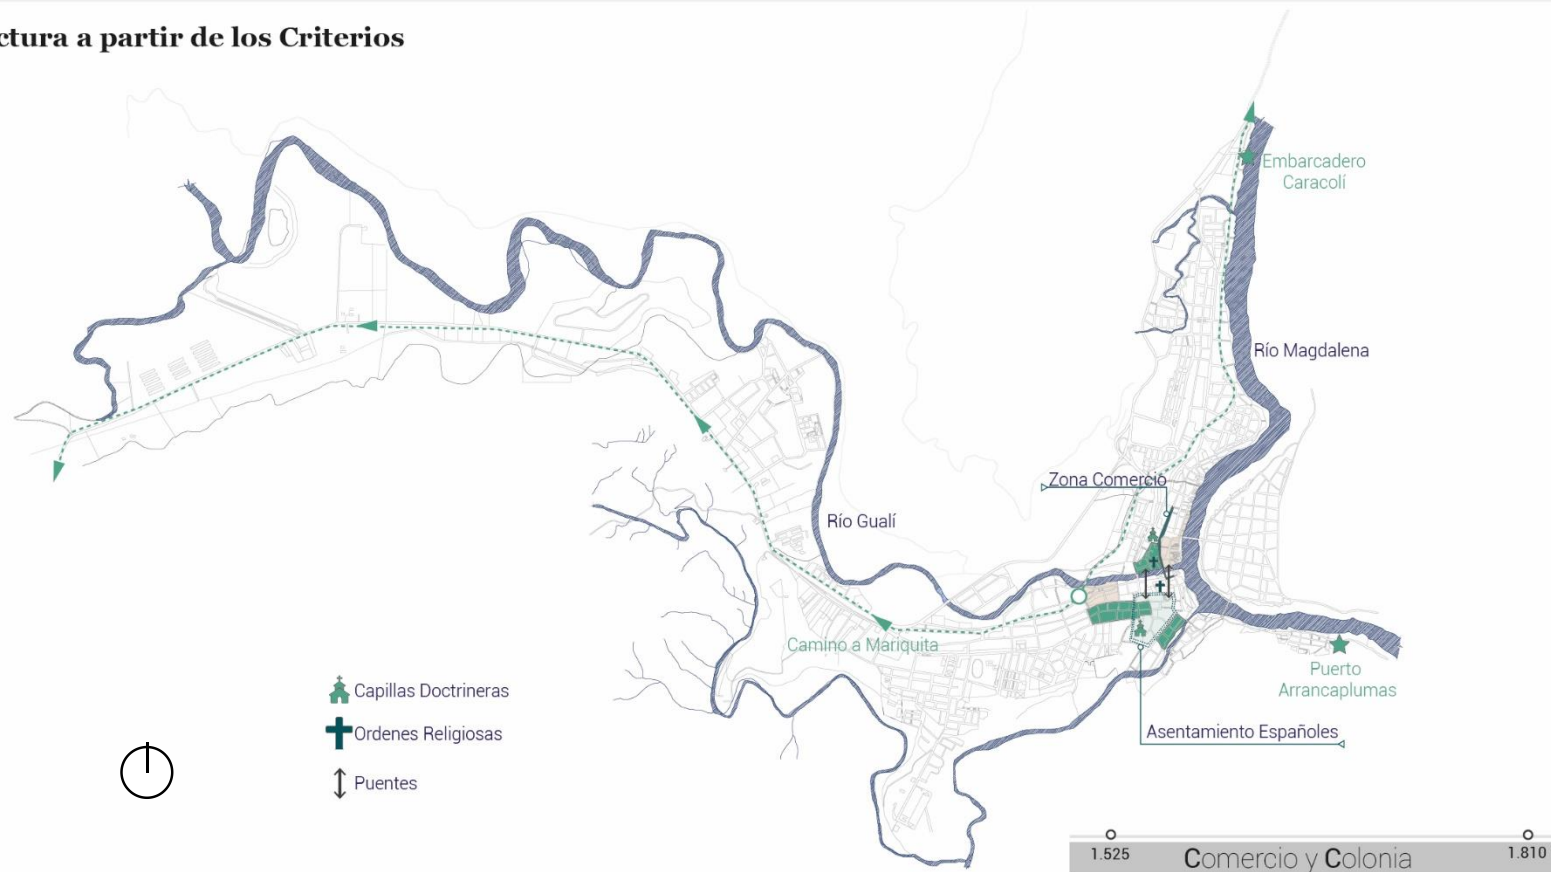 ctura a partir de los Criterios
Embarcadero
Caracolí
Río Magdalena
Zona Comercio
Río Gualí
Camino a Mariquita
Puerto
Arrancaplumas
Asentamiento Españoles
Capillas Doctrineras
Ordenes Religiosas
Puentes
1.525
Comercio y Colonia
1.810